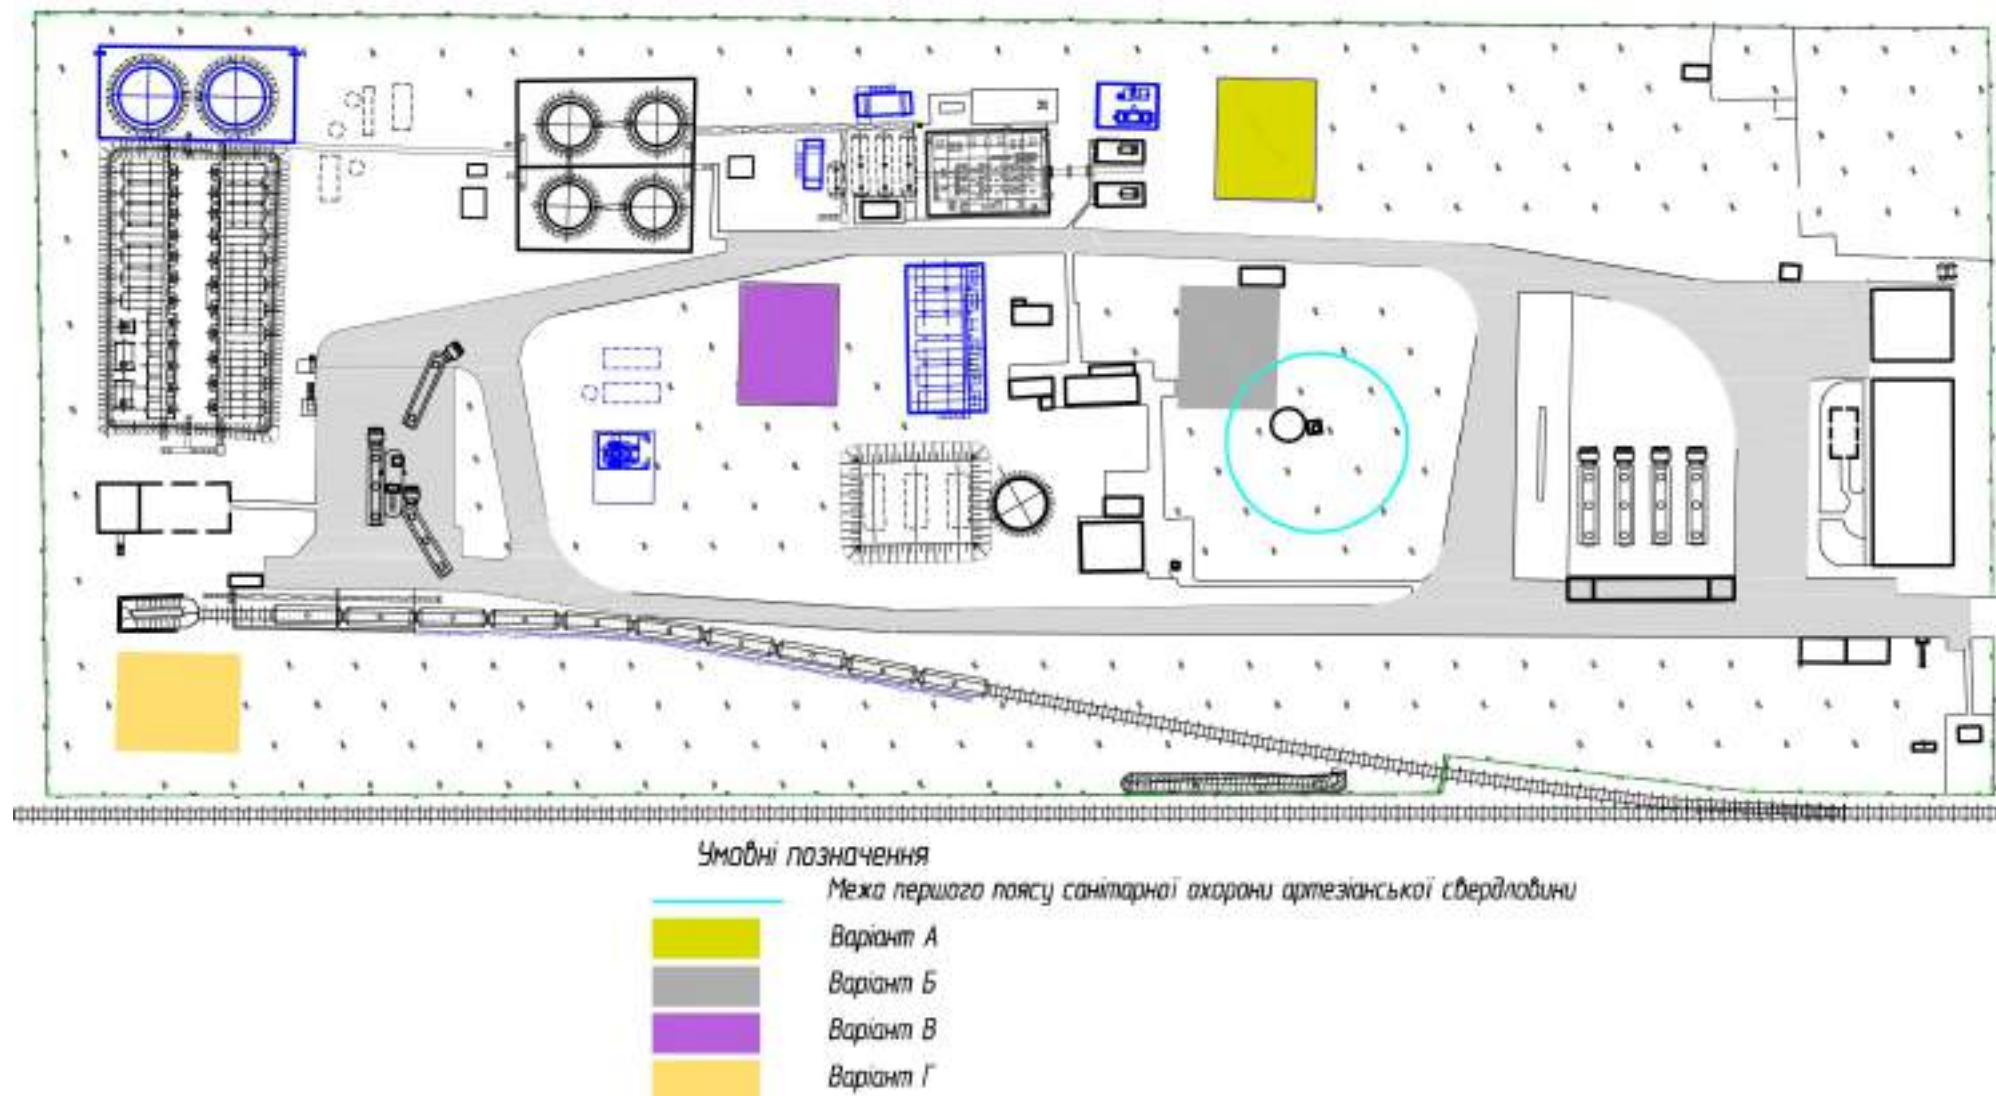 Умовні позначення
Межа першого поясу санітарної охорони артезіанської свердловини
Варіант А
Варіант Б
Варіант В
Варіант Г